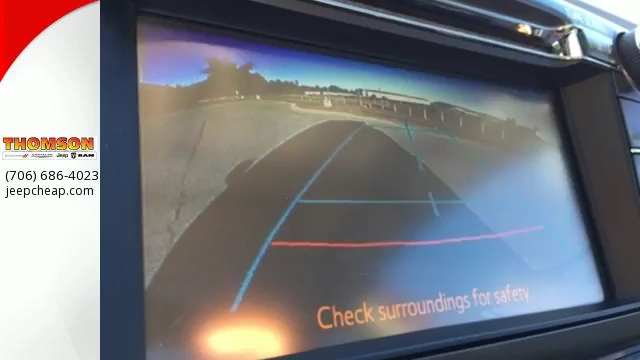 THOMSON
Jeep RAM
(706) 686-4023
jeepcheap.com
Check surroundings for safety.